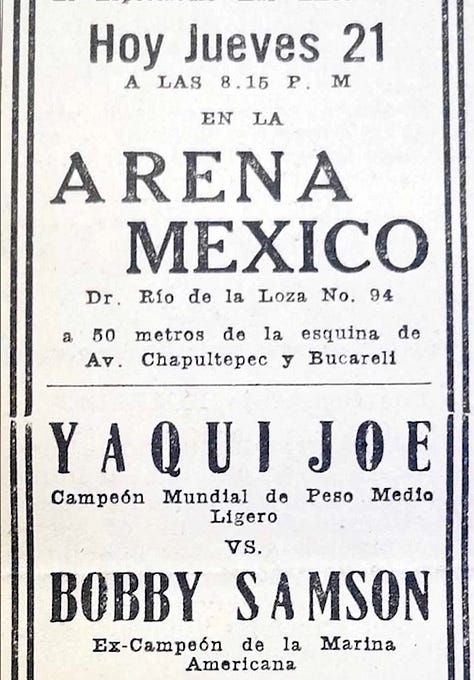 Hoy Jueves 21
A LAS 8.15 P. M
EN LA
ARENA
MEXICO
Dr. Río de la Loza No. 94
a 50 metros de la esquina de
Av. Chapultepec y Bucareli
YAQUI JOE
Campeón Mundial de Peso Medio
Ligero
VS.
BOBBY SAMSON
Ex-Campeón de la Marina
Americana